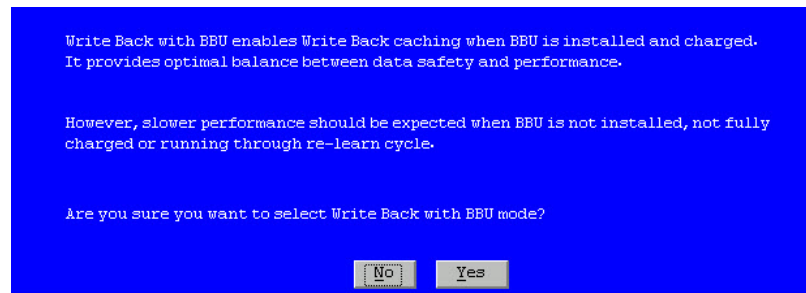 Write Back with BBU enables Write Back caching when BBU is installed and charged.
It provides optimal balance between data safety and performance.
However, slower performance should be expected when BBU is not installed, not fully
charged or running through re-learn cycle.
Are you sure you want to select Write Back with BBU mode?
No Yes